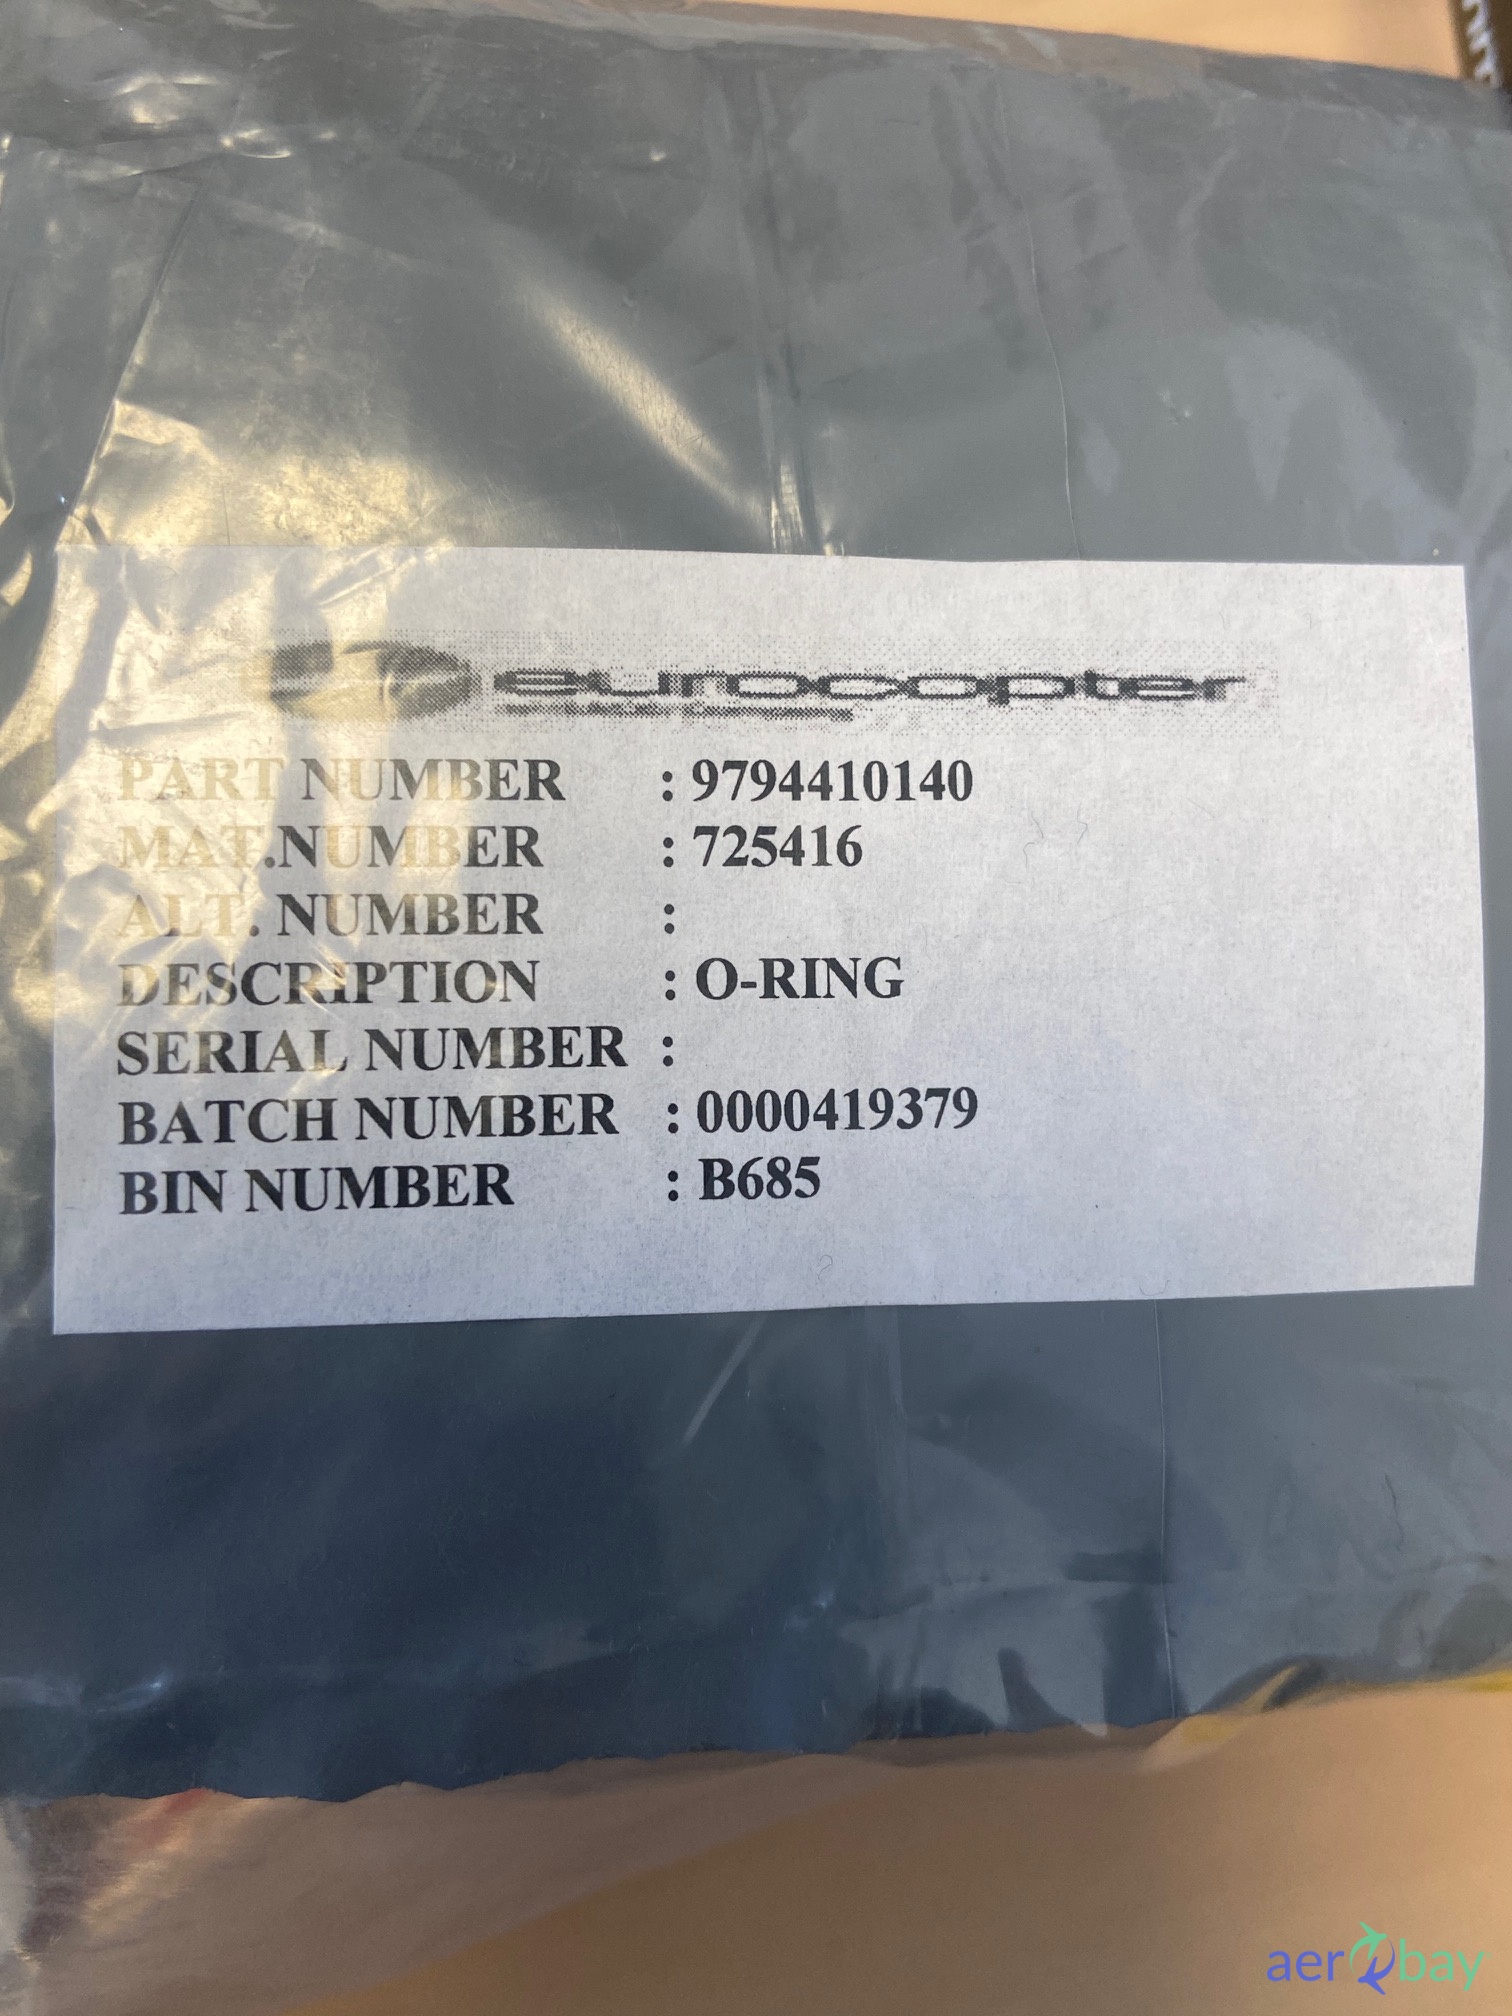 eurocopter
PART NUMBER : 9794410140
MAT.NUMBER : 725416
ALT. NUMBER :
DESCRIPTION : O-RING
SERIAL NUMBER :
BATCH NUMBER : 0000419379
BIN NUMBER : B685
aerobay